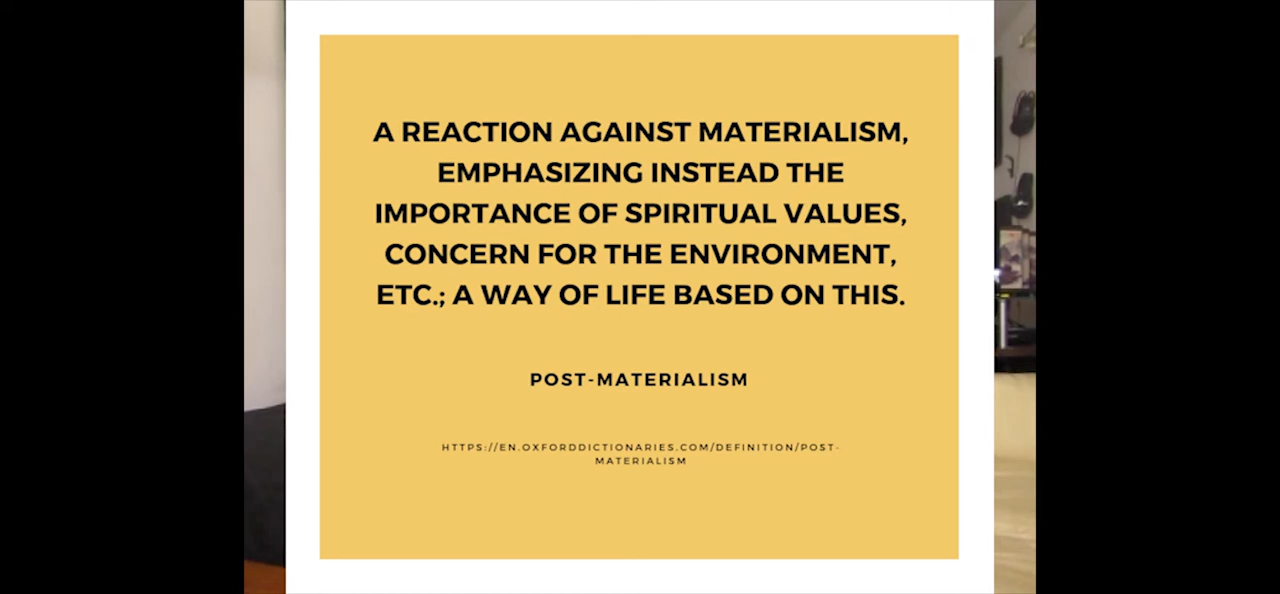 A REACTION AGAINST MATERIALISM,
EMPHASIZING INSTEAD THE
IMPORTANCE OF SPIRITUAL VALUES,
CONCERN FOR THE ENVIRONMENT,
ETC.; A WAY OF LIFE BASED ON THIS.
POST-MATERIALISM
HTTPS://EN.OXFORDDICTIONARIES.COM/DEFINITION/POST-
MATERIALISM